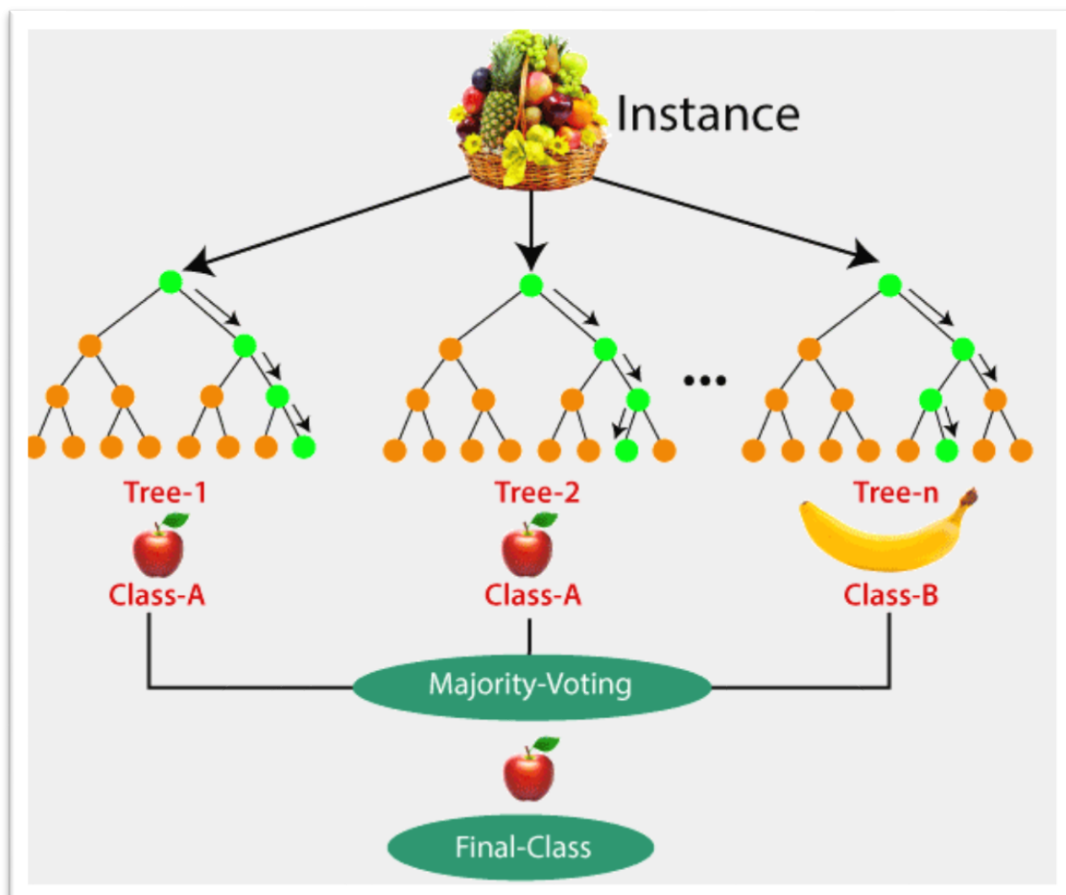 Instance
...
Tree-1
Tree-2
Tree-n
Class-A
Class-A
Class-B
Majority-Voting
Final-Class